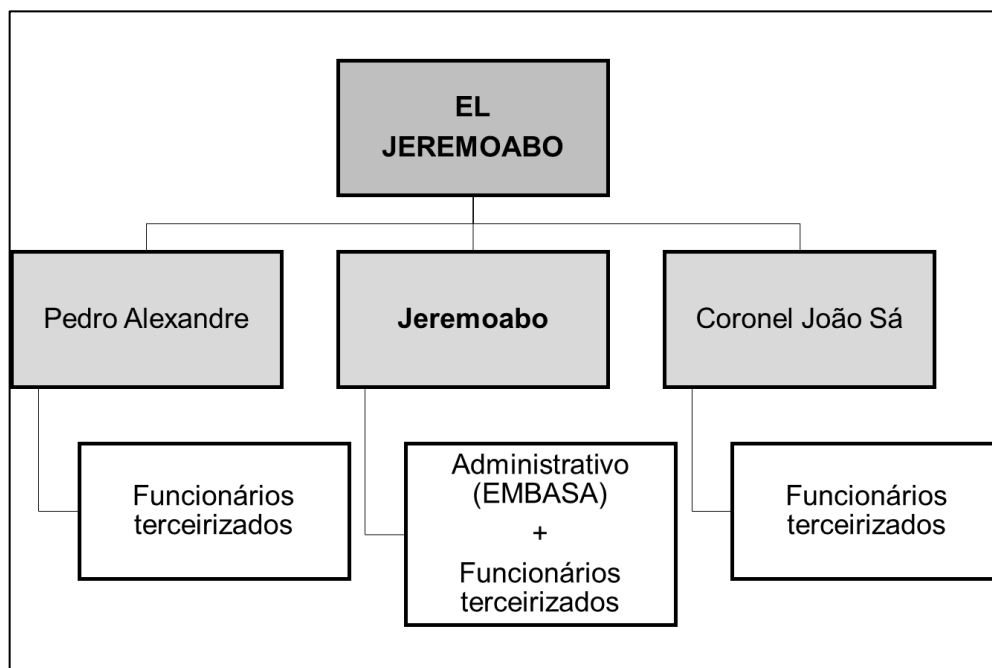 EL
JEREMOABO
Pedro Alexandre
Jeremoabo
Coronel João Sá
Funcionários
terceirizados
Administrativo
(EMBASA)
+
Funcionários
terceirizados
Funcionários
terceirizados